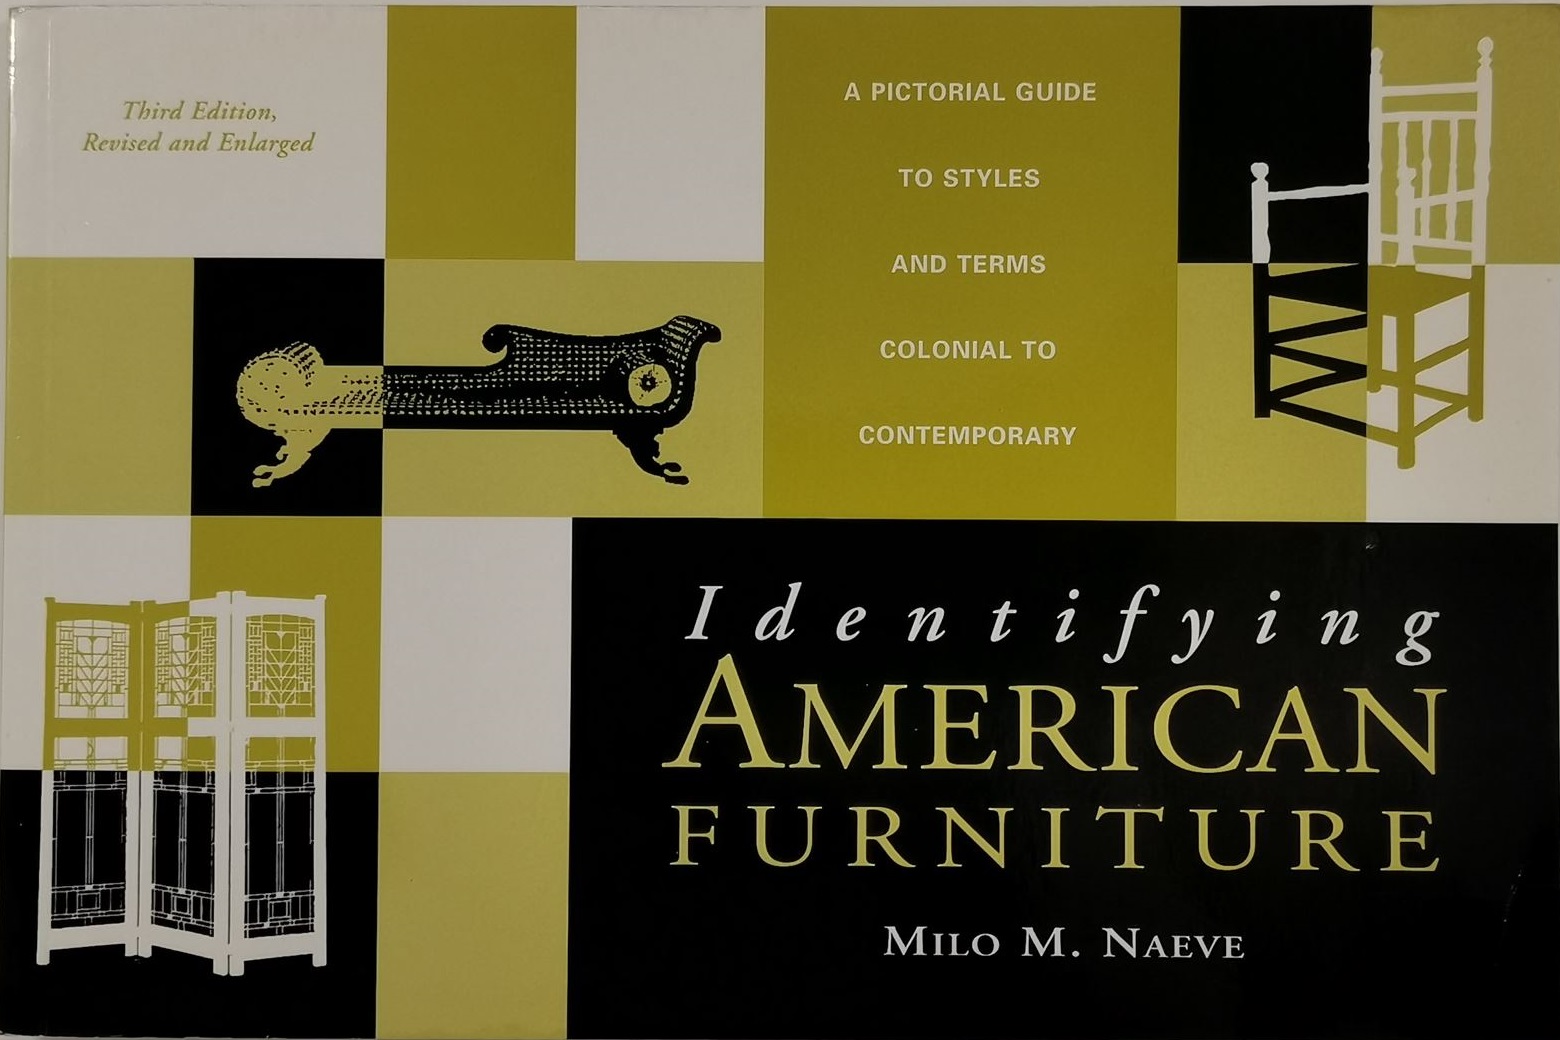 Third Edition,
Revised and Enlarged
A PICTORIAL GUIDE
TO STYLES
AND TERMS
COLONIAL TO
CONTEMPORARY
Identifying
AMERICAN
FURNITURE
MILO M. NAEVE